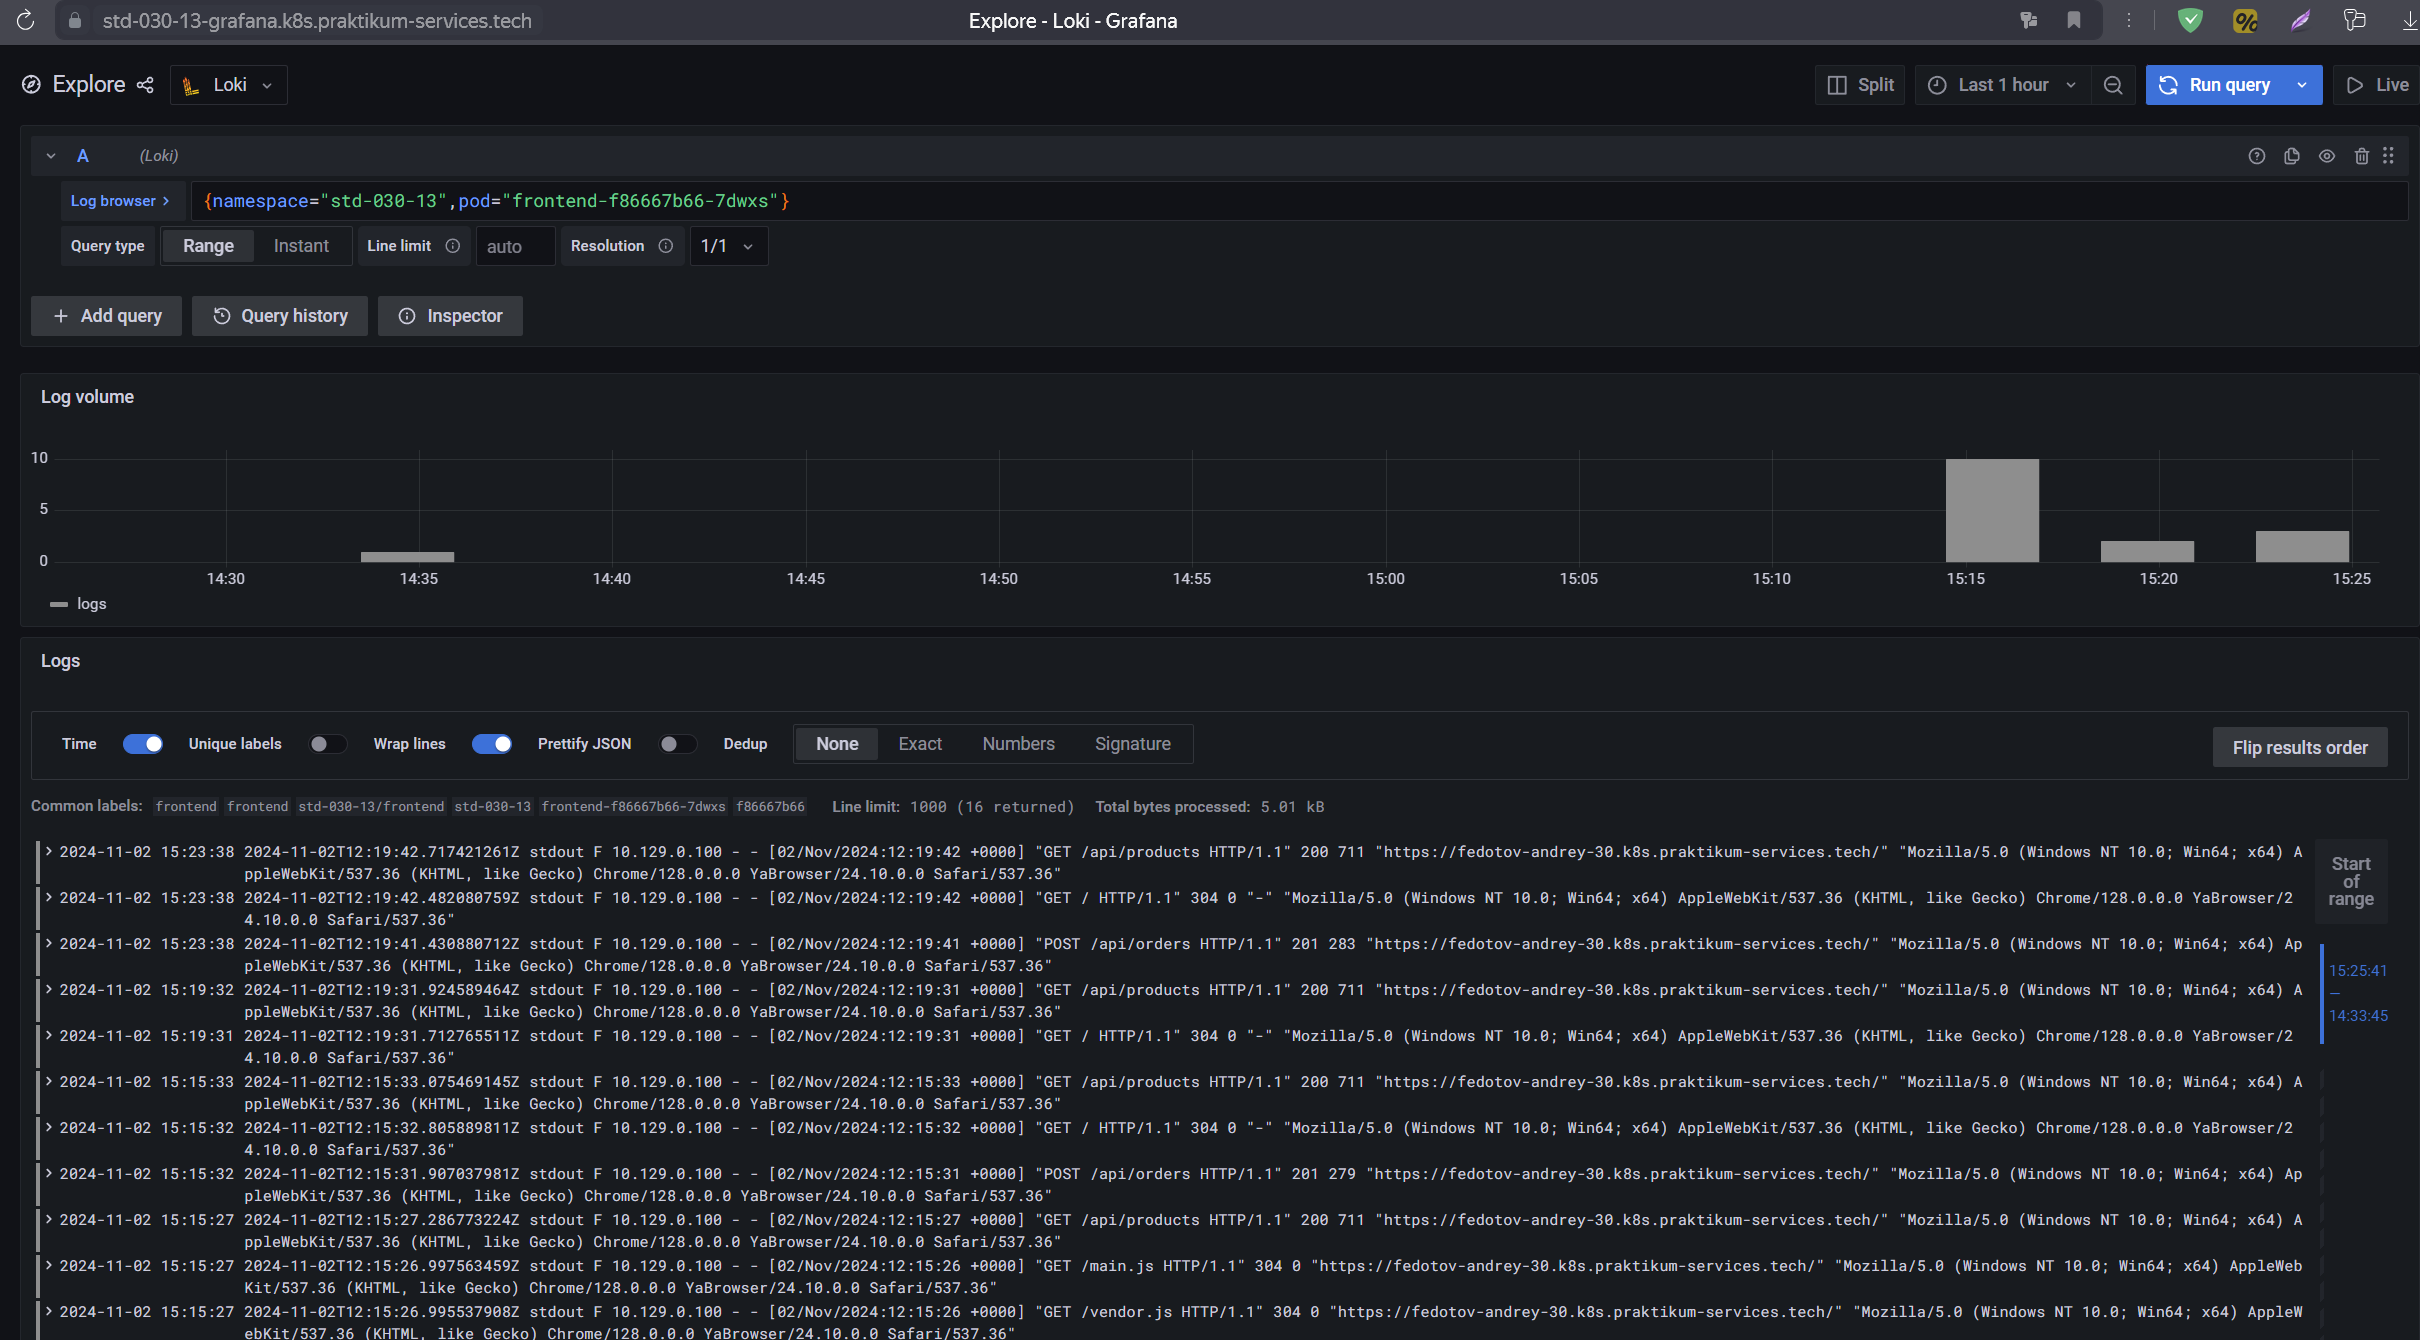 std-030-13-grafana.k8s.praktikum-services.tech Explore - Loki - Grafana %
Explore Loki Split Last 1 hour Run query Live
A (Loki)
Log browser > {namespace="std-030-13",pod="frontend-f86667b66-7dwxs"}
Query type Range Instant Line limit auto Resolution 1/1
+ Add query Query history Inspector
Log volume
10
5
0
14:30 14:35 14:40 14:45 14:50 14:55 15:00 15:05 15:10 15:15 15:20 15:25
logs
Logs
Time Unique labels Wrap lines Prettify JSON Dedup None Exact Numbers Signature Flip results order
Common labels: frontend frontend std-030-13/frontend std-030-13 frontend-f86667b66-7dwxs f86667b66 Line limit: 1000 (16 returned) Total bytes processed: 5.01 kB
> 2024-11-02 15:23:38 2024-11-02T12:19:42.717421261Z stdout F 10.129.0.100 - - [02/Nov/2024:12:19:42 +0000] "GET /api/products HTTP/1.1" 200 711 "https://fedotov-andrey-30.k8s.praktikum-services.tech/" "Mozilla/5.0 (Windows NT 10.0; Win64; x64) A
ppleWebKit/537.36 (KHTML, like Gecko) Chrome/128.0.0.0 YaBrowser/24.10.0.0 Safari/537.36"
> 2024-11-02 15:23:38 2024-11-02T12:19:42.482080759Z stdout F 10.129.0.100 - - [02/Nov/2024:12:19:42 +0000] "GET / HTTP/1.1" 304 0 "-" "Mozilla/5.0 (Windows NT 10.0; Win64; x64) AppleWebKit/537.36 (KHTML, like Gecko) Chrome/128.0.0.0 YaBrowser/2
4.10.0.0 Safari/537.36"
> 2024-11-02 15:23:38 2024-11-02T12:19:41.430880712Z stdout F 10.129.0.100 - - [02/Nov/2024:12:19:41 +0000] "POST /api/orders HTTP/1.1" 201 283 "https://fedotov-andrey-30.k8s.praktikum-services.tech/" "Mozilla/5.0 (Windows NT 10.0; Win64; x64) Ap
pleWebKit/537.36 (KHTML, like Gecko) Chrome/128.0.0.0 YaBrowser/24.10.0.0 Safari/537.36"
> 2024-11-02 15:19:32 2024-11-02T12:19:31.924589464Z stdout F 10.129.0.100 - - [02/Nov/2024:12:19:31 +0000] "GET /api/products HTTP/1.1" 200 711 "https://fedotov-andrey-30.k8s.praktikum-services.tech/" "Mozilla/5.0 (Windows NT 10.0; Win64; x64) A
ppleWebKit/537.36 (KHTML, like Gecko) Chrome/128.0.0.0 YaBrowser/24.10.0.0 Safari/537.36"
> 2024-11-02 15:19:31 2024-11-02T12:19:31.712765511Z stdout F 10.129.0.100 - - [02/Nov/2024:12:19:31 +0000] "GET / HTTP/1.1" 304 0 "-" "Mozilla/5.0 (Windows NT 10.0; Win64; x64) AppleWebKit/537.36 (KHTML, like Gecko) Chrome/128.0.0.0 YaBrowser/2
4.10.0.0 Safari/537.36"
> 2024-11-02 15:15:33 2024-11-02T12:15:33.075469145Z stdout F 10.129.0.100 - - [02/Nov/2024:12:15:33 +0000] "GET /api/products HTTP/1.1" 200 711 "https://fedotov-andrey-30.k8s.praktikum-services.tech/" "Mozilla/5.0 (Windows NT 10.0; Win64; x64) A
ppleWebKit/537.36 (KHTML, like Gecko) Chrome/128.0.0.0 YaBrowser/24.10.0.0 Safari/537.36"
> 2024-11-02 15:15:32 2024-11-02T12:15:32.805889811Z stdout F 10.129.0.100 - - [02/Nov/2024:12:15:32 +0000] "GET / HTTP/1.1" 304 0 "-" "Mozilla/5.0 (Windows NT 10.0; Win64; x64) AppleWebKit/537.36 (KHTML, like Gecko) Chrome/128.0.0.0 YaBrowser/2
4.10.0.0 Safari/537.36"
> 2024-11-02 15:15:32 2024-11-02T12:15:31.907037981Z stdout F 10.129.0.100 - - [02/Nov/2024:12:15:31 +0000] "POST /api/orders HTTP/1.1" 201 279 "https://fedotov-andrey-30.k8s.praktikum-services.tech/" "Mozilla/5.0 (Windows NT 10.0; Win64; x64) Ap
pleWebKit/537.36 (KHTML, like Gecko) Chrome/128.0.0.0 YaBrowser/24.10.0.0 Safari/537.36"
> 2024-11-02 15:15:27 2024-11-02T12:15:27.286773224Z stdout F 10.129.0.100 - - [02/Nov/2024:12:15:27 +0000] "GET /api/products HTTP/1.1" 200 711 "https://fedotov-andrey-30.k8s.praktikum-services.tech/" "Mozilla/5.0 (Windows NT 10.0; Win64; x64) A
ppleWebKit/537.36 (KHTML, like Gecko) Chrome/128.0.0.0 YaBrowser/24.10.0.0 Safari/537.36"
> 2024-11-02 15:15:27 2024-11-02T12:15:26.997563459Z stdout F 10.129.0.100 - - [02/Nov/2024:12:15:26 +0000] "GET /main.js HTTP/1.1" 304 0 "https://fedotov-andrey-30.k8s.praktikum-services.tech/" "Mozilla/5.0 (Windows NT 10.0; Win64; x64) AppleWeb
Kit/537.36 (KHTML, like Gecko) Chrome/128.0.0.0 YaBrowser/24.10.0.0 Safari/537.36"
> 2024-11-02 15:15:27 2024-11-02T12:15:26.995537908Z stdout F 10.129.0.100 - - [02/Nov/2024:12:15:26 +0000] "GET /vendor.js HTTP/1.1" 304 0 "https://fedotov-andrey-30.k8s.praktikum-services.tech/" "Mozilla/5.0 (Windows NT 10.0; Win64; x64) AppleW
ebKit/537.36 (KHTML, like Gecko) Chrome/128.0.0.0 YaBrowser/24.10.0.0 Safari/537.36"
Start
of
range
15:25:41
—
14:33:45